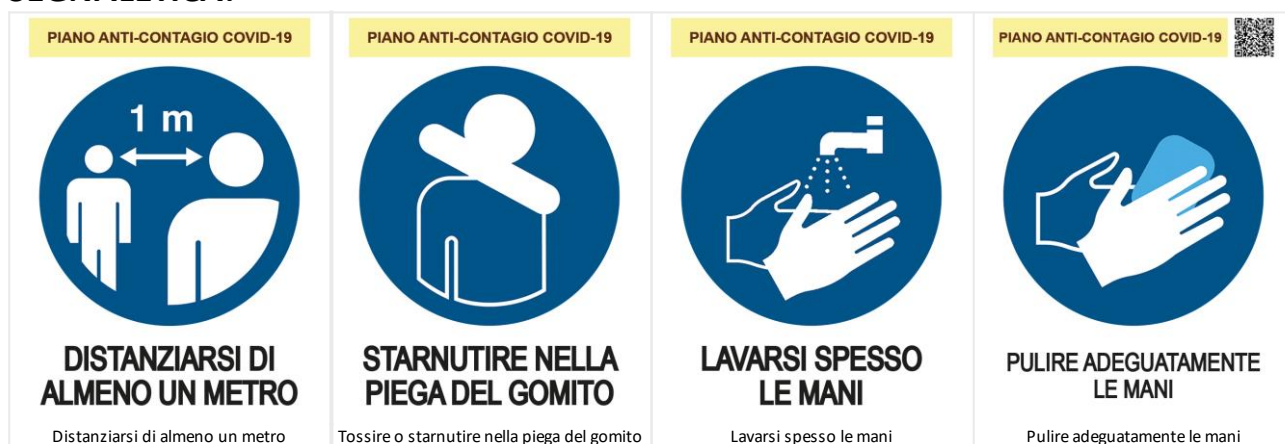 PIANO ANTI-CONTAGIO COVID-19
1 m
DISTANZIARSI DI
ALMENO UN METRO
Distanziarsi di almeno un metro
PIANO ANTI-CONTAGIO COVID-19
STARNUTIRE NELLA
PIEGA DEL GOMITO
Tossire o starnutire nella piega del gomito
PIANO ANTI-CONTAGIO COVID-19
LAVARSI SPESSO
LE MANI
Lavarsi spesso le mani
PIANO ANTI-CONTAGIO COVID-19
PULIRE ADEGUATAMENTE
LE MANI
Pulire adeguatamente le mani